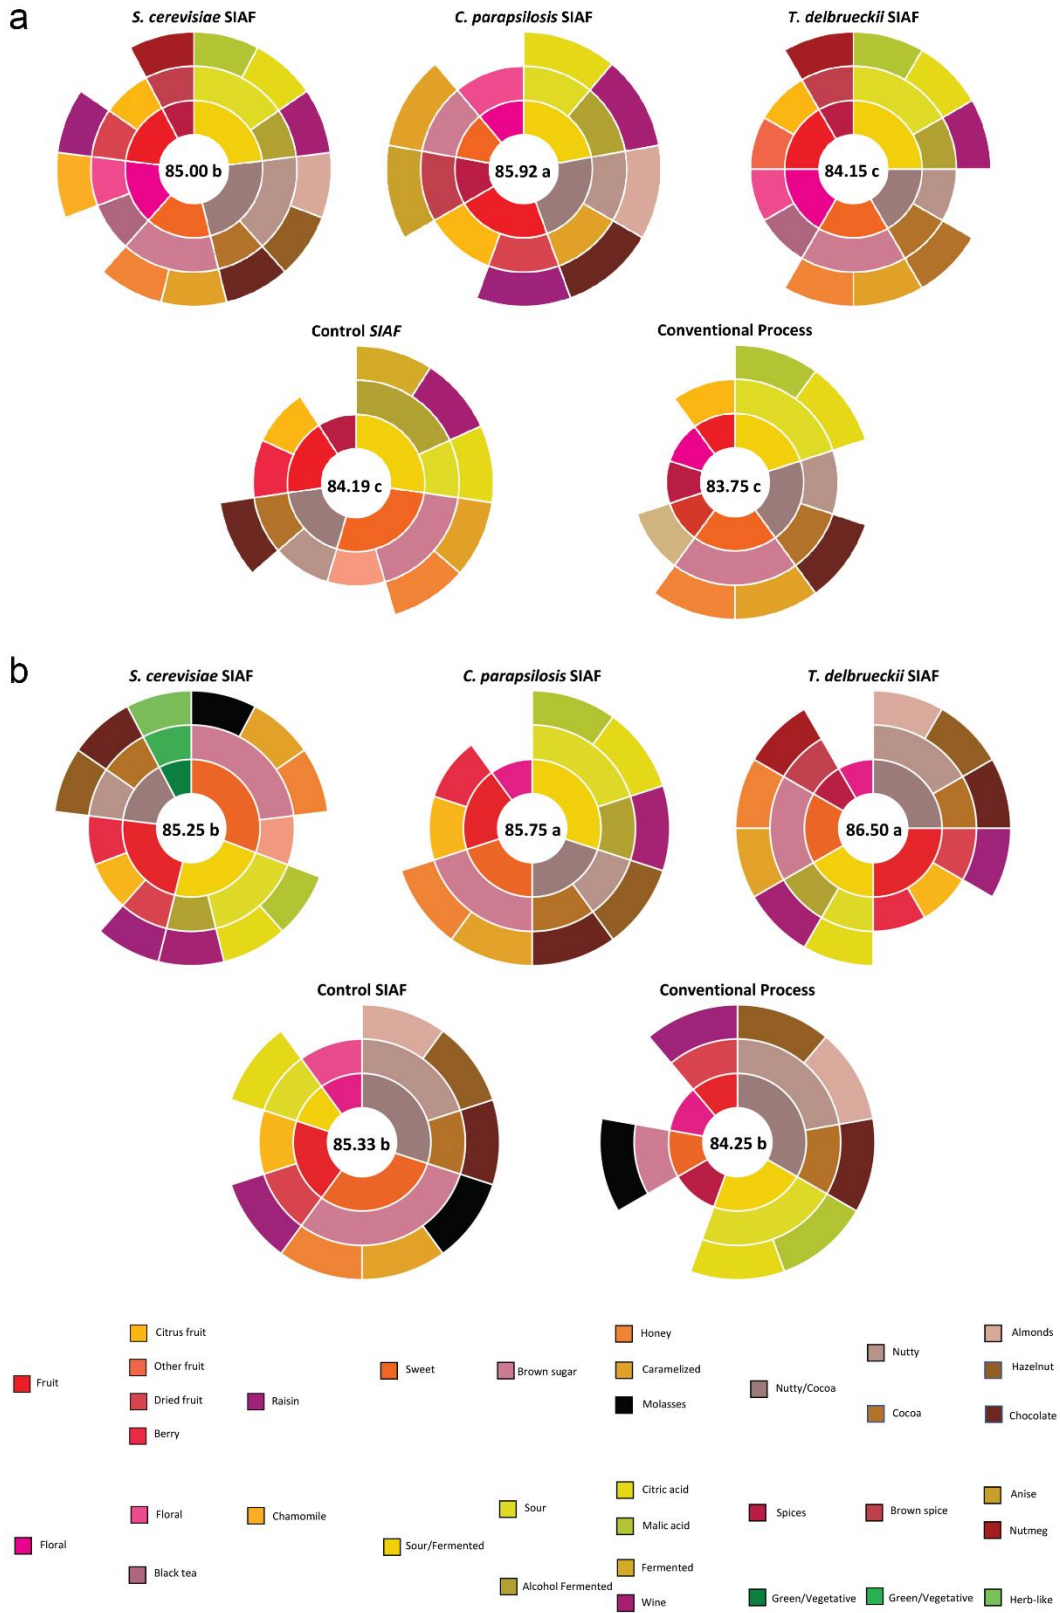 a
S. cerevisiae SIAF
C. parapsilosis SIAF
T. delbrueckii SIAF
85.00 b
85.92 a
84.15 c
Control SIAF
Conventional Process
84.19 c
83.75 c
b
S. cerevisiae SIAF
C. parapsilosis SIAF
T. delbrueckii SIAF
85.25 b
85.75 a
86.50 a
Control SIAF
Conventional Process
85.33 b
84.25 b
Fruit
Citrus fruit
Other fruit
Dried fruit
Berry
Raisin
Sweet
Brown sugar
Honey
Caramelized
Molasses
Nutty/Cocoa
Nutty
Cocoa
Almonds
Hazelnut
Chocolate
Floral
Floral
Black tea
Chamomile
Sour/Fermented
Sour
Alcohol Fermented
Citric acid
Malic acid
Fermented
Wine
Spices
Brown spice
Anise
Nutmeg
Green/Vegetative
Green/Vegetative
Herb-like